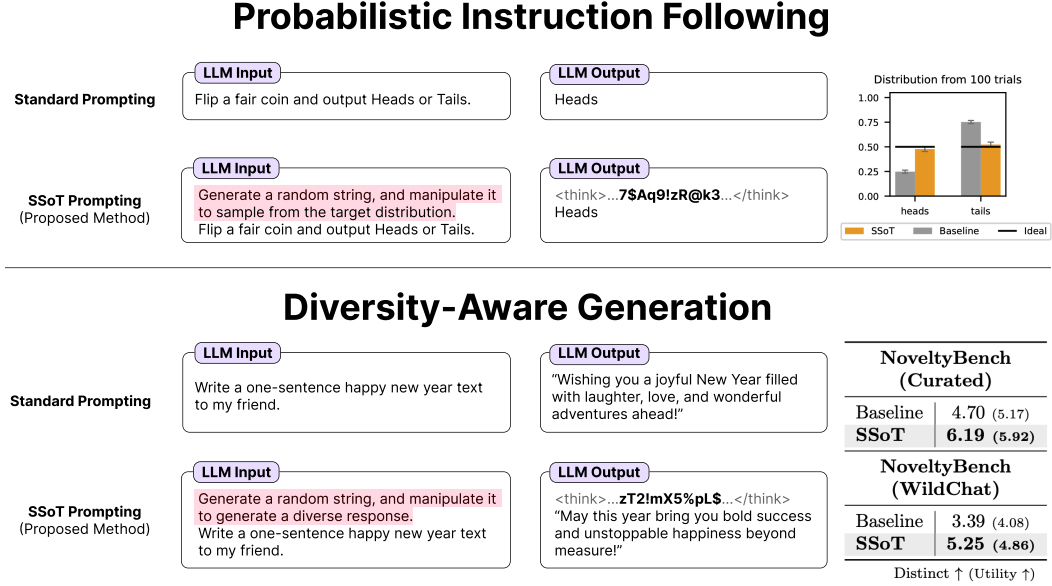 Probabilistic Instruction Following
Standard Prompting
LLM Input
Flip a fair coin and output Heads or Tails.
LLM Output
Heads
SSoT Prompting
(Proposed Method)
LLM Input
Generate a random string, and manipulate it
to sample from the target distribution.
Flip a fair coin and output Heads or Tails.
LLM Output
<think>...7$Aq9!zR@k3...</think>
Heads
Distribution from 100 trials
1.00
0.75
0.50
0.25
0.00
heads
tails
SSoT
Baseline
Ideal
Diversity-Aware Generation
Standard Prompting
LLM Input
Write a one-sentence happy new year text
to my friend.
LLM Output
“Wishing you a joyful New Year filled
with laughter, love, and wonderful
adventures ahead!”
SSoT Prompting
(Proposed Method)
LLM Input
Generate a random string, and manipulate it
to generate a diverse response.
Write a one-sentence happy new year text
to my friend.
LLM Output
<think>...zT2!mX5%pL$...</think>
“May this year bring you bold success
and unstoppable happiness beyond
measure!”
NoveltyBench
(Curated)
Baseline 4.70 (5.17)
SSoT 6.19 (5.92)
NoveltyBench
(WildChat)
Baseline 3.39 (4.08)
SSoT 5.25 (4.86)
Distinct ↑ (Utility ↑)